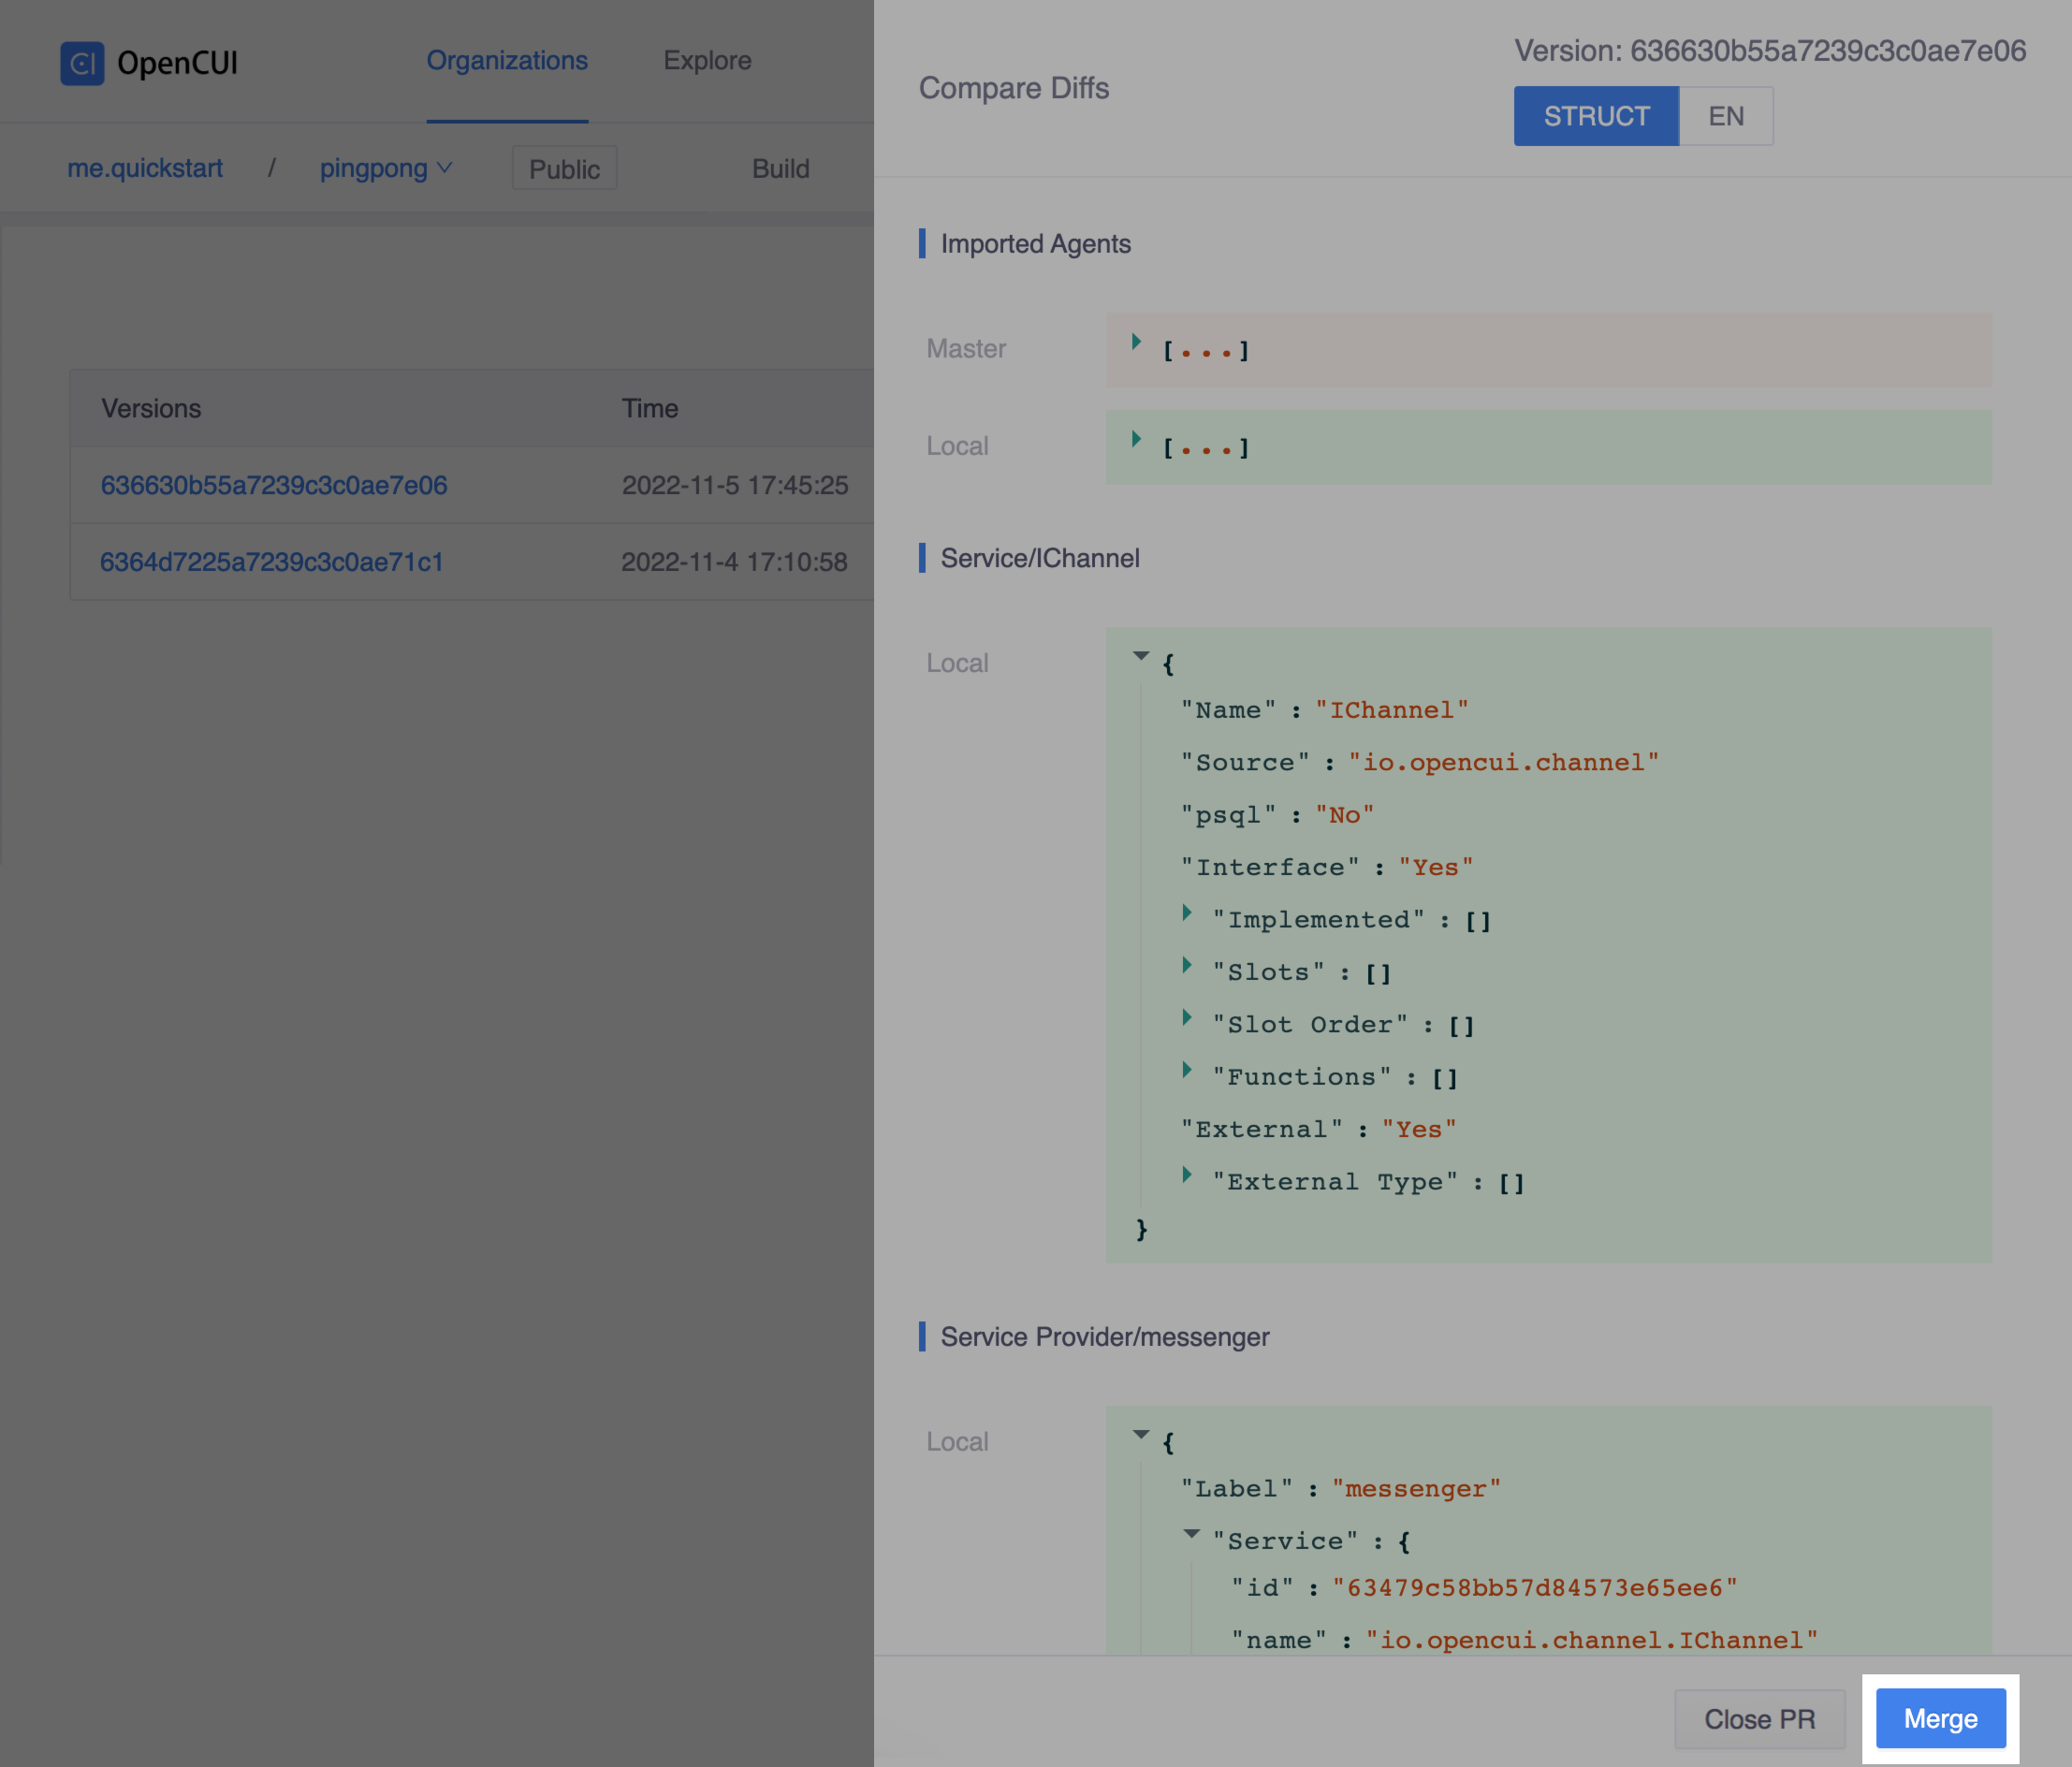 OpenCUI
Organizations
Explore
me.quickstart / pingpong
Public
Build
Versions
Time
636630b55a7239c3c0ae7e06
2022-11-5 17:45:25
6364d7225a7239c3c0ae71c1
2022-11-4 17:10:58
Compare Diffs
Version: 636630b55a7239c3c0ae7e06
STRUCT
EN
Imported Agents
Master
[...]
Local
[...]
Service/IChannel
Local
{
"Name" : "IChannel"
"Source" : "io.opencui.channel"
"psql" : "No"
"Interface" : "Yes"
"Implemented" : []
"Slots" : []
"Slot Order" : []
"Functions" : []
"External" : "Yes"
"External Type" : []
}
Service Provider/messenger
Local
{
"Label" : "messenger"
"Service" : {
"id" : "63479c58bb57d84573e65ee6"
"name" : "io.opencui.channel.IChannel"
Close PR
Merge